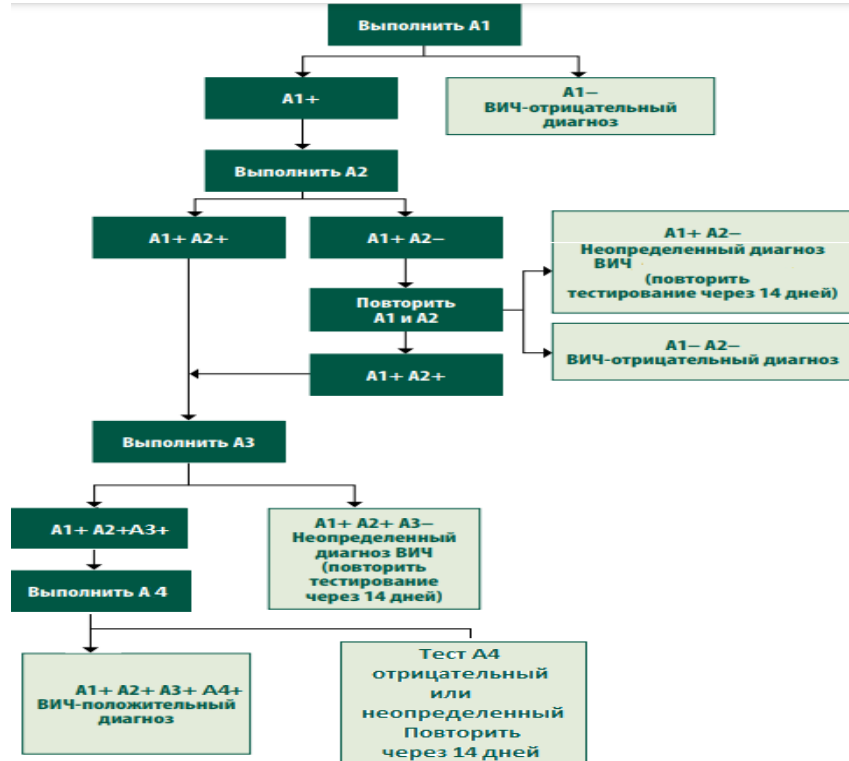 Выполнить А1
А1+
А1–
ВИЧ-отрицательный
диагноз
Выполнить А2
А1+ А2+
А1+ А2–
А1+ А2–
Неопределенный диагноз
ВИЧ
(повторить
тестирование через 14 дней)
Повторить
А1 и А2
А1– А2–
ВИЧ-отрицательный диагноз
А1+ А2+
Выполнить А3
А1+ А2+А3+
А1+ А2+ А3–
Неопределенный
диагноз ВИЧ
(повторить
тестирование
через 14 дней)
Выполнить А 4
А1+ А2+ А3+ А4+
ВИЧ-положительный
диагноз
Тест А4
отрицательный
или
неопределенный
Повторить
через 14 дней